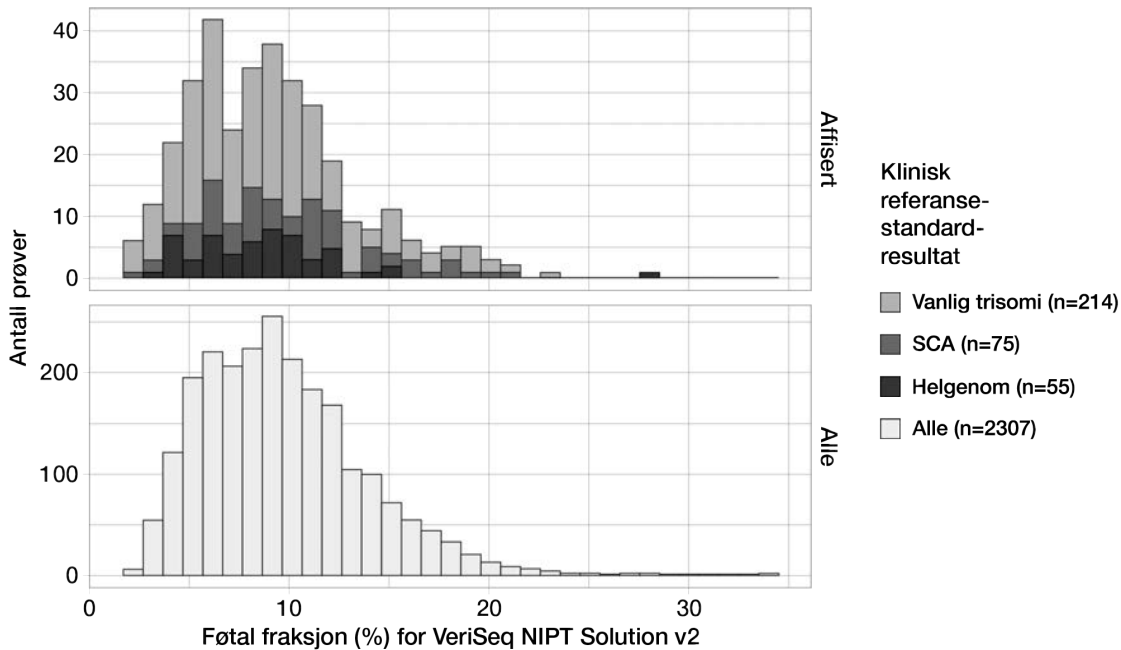 40
30
20
10
0
Affisert
Antall prøver
200
100
0
Alle
0 10 20 30
Føtal fraksjon (%) for VeriSeq NIPT Solution v2
Klinisk
referanse-
standard-
resultat
Vanlig trisomi (n=214)
SCA (n=75)
Helgenom (n=55)
Alle (n=2307)